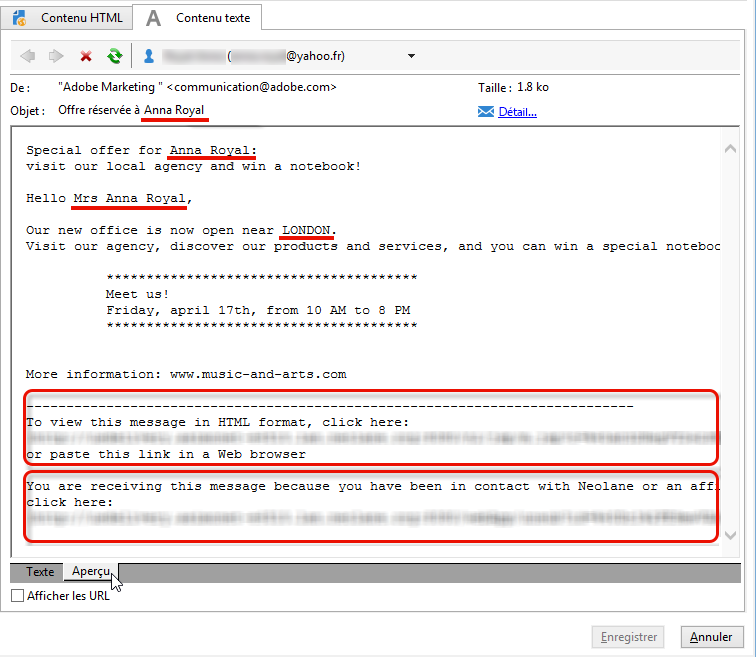 Contenu HTML
Contenu texte
( @yahoo.fr)
De : "Adobe Marketing " <communication@adobe.com>
Taille : 1.8 ko
Objet : Offre réservée à Anna Royal
Détail...
Special offer for Anna Royal:
visit our local agency and win a notebook!
Hello Mrs Anna Royal,
Our new office is now open near LONDON.
Visit our agency, discover our products and services, and you can win a special noteboo
***************************************
Meet us!
Friday, april 17th, from 10 AM to 8 PM
***************************************
More information: www.music-and-arts.com
----------------------------------------------------------------------------
To view this message in HTML format, click here:
or paste this link in a Web browser
You are receiving this message because you have been in contact with Neolane or an affi
click here:
Texte
Aperçu
Afficher les URL
Enregistrer
Annuler